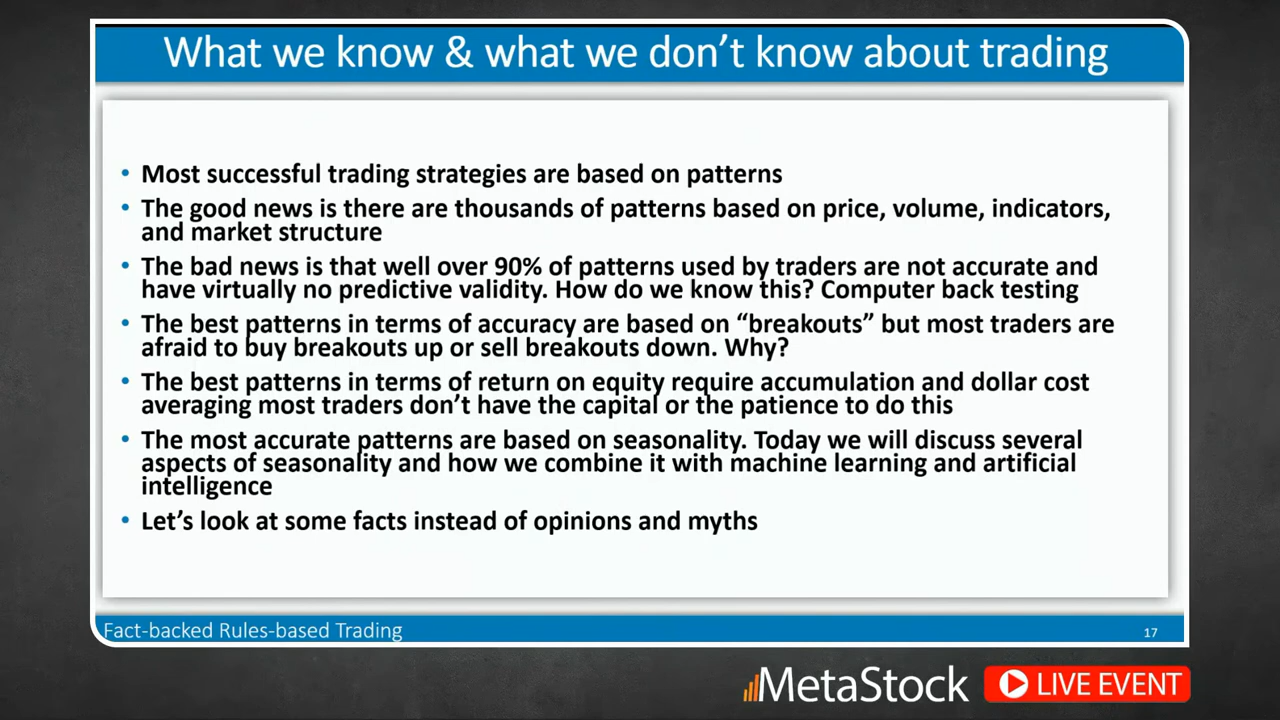 What we know & what we don't know about trading
• Most successful trading strategies are based on patterns
• The good news is there are thousands of patterns based on price, volume, indicators,
and market structure
• The bad news is that well over 90% of patterns used by traders are not accurate and
have virtually no predictive validity. How do we know this? Computer back testing
• The best patterns in terms of accuracy are based on “breakouts” but most traders are
afraid to buy breakouts up or sell breakouts down. Why?
• The best patterns in terms of return on equity require accumulation and dollar cost
averaging most traders don't have the capital or the patience to do this
• The most accurate patterns are based on seasonality. Today we will discuss several
aspects of seasonality and how we combine it with machine learning and artificial
intelligence
• Let's look at some facts instead of opinions and myths
Fact-backed Rules-based Trading
17
MetaStock
LIVE EVENT